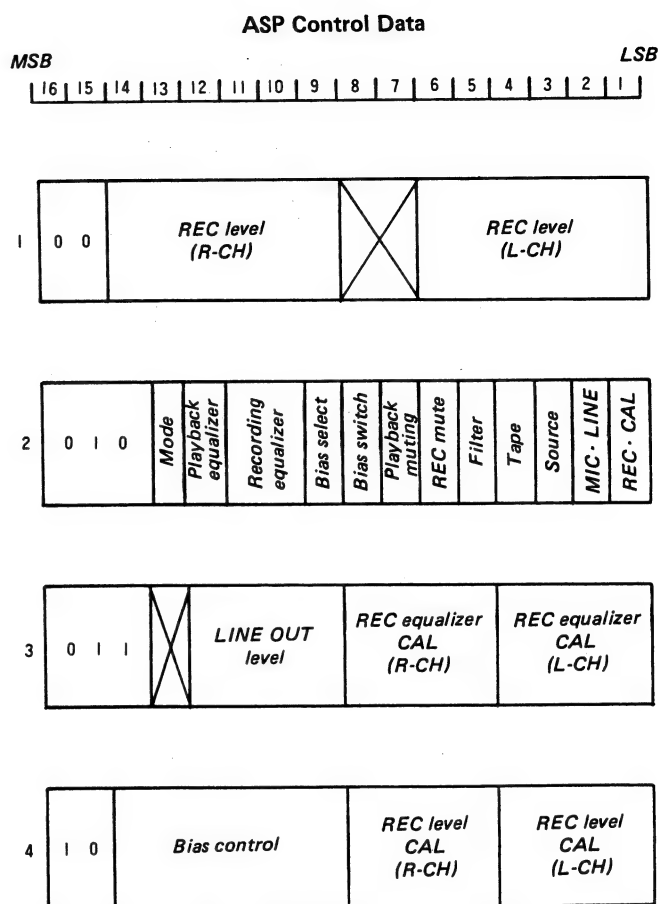 ASP Control Data
MSB
LSB
16 15 14 13 12 11 10 9 8 7 6 5 4 3 2 1
1
0 0
REC level
(R-CH)
REC level
(L-CH)
2
0 1 0
Mode
Playback
equalizer
Recording
equalizer
Bias select
Bias switch
Playback
muting
REC mute
Filter
Tape
Source
MIC · LINE
REC · CAL
3
0 1 1
LINE OUT
level
REC equalizer
CAL
(R-CH)
REC equalizer
CAL
(L-CH)
4
1 0
Bias control
REC level
CAL
(R-CH)
REC level
CAL
(L-CH)